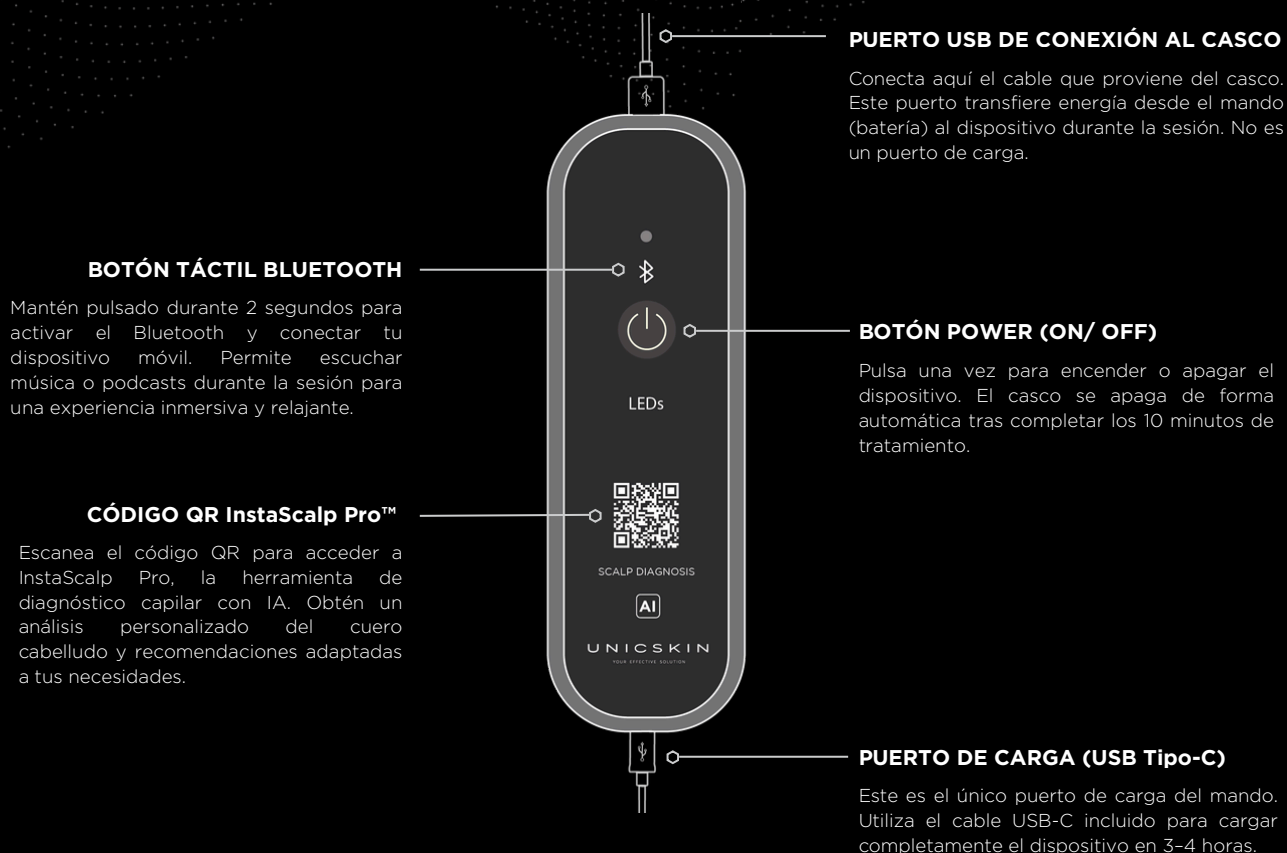 PUERTO USB DE CONEXIÓN AL CASCO
Conecta aquí el cable que proviene del casco.
Este puerto transfiere energía desde el mando
(batería) al dispositivo durante la sesión. No es
un puerto de carga.
BOTÓN TÁCTIL BLUETOOTH
Mantén pulsado durante 2 segundos para
activar el Bluetooth y conectar tu
dispositivo móvil. Permite escuchar
música o podcasts durante la sesión para
una experiencia inmersiva y relajante.
BOTÓN POWER (ON/ OFF)
Pulsa una vez para encender o apagar el
dispositivo. El casco se apaga de forma
automática tras completar los 10 minutos de
tratamiento.
LEDs
CÓDIGO QR InstaScalp Pro™
Escanea el código QR para acceder a
InstaScalp Pro, la herramienta de
diagnóstico capilar con IA. Obtén un
análisis personalizado del cuero
cabelludo y recomendaciones adaptadas
a tus necesidades.
SCALP DIAGNOSIS
AI
UNICSKIN
YOUR EFFECTIVE SOLUTION
PUERTO DE CARGA (USB Tipo-C)
Este es el único puerto de carga del mando.
Utiliza el cable USB-C incluido para cargar
completamente el dispositivo en 3–4 horas.